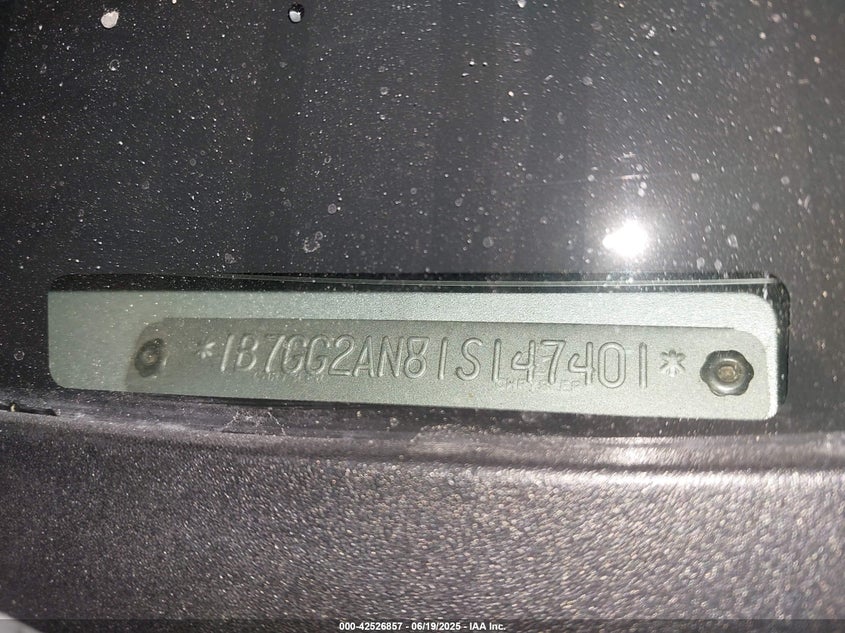 *1B7GG2AN81S147401*
000-42526857 / 06/19/2025 - IAA Inc.